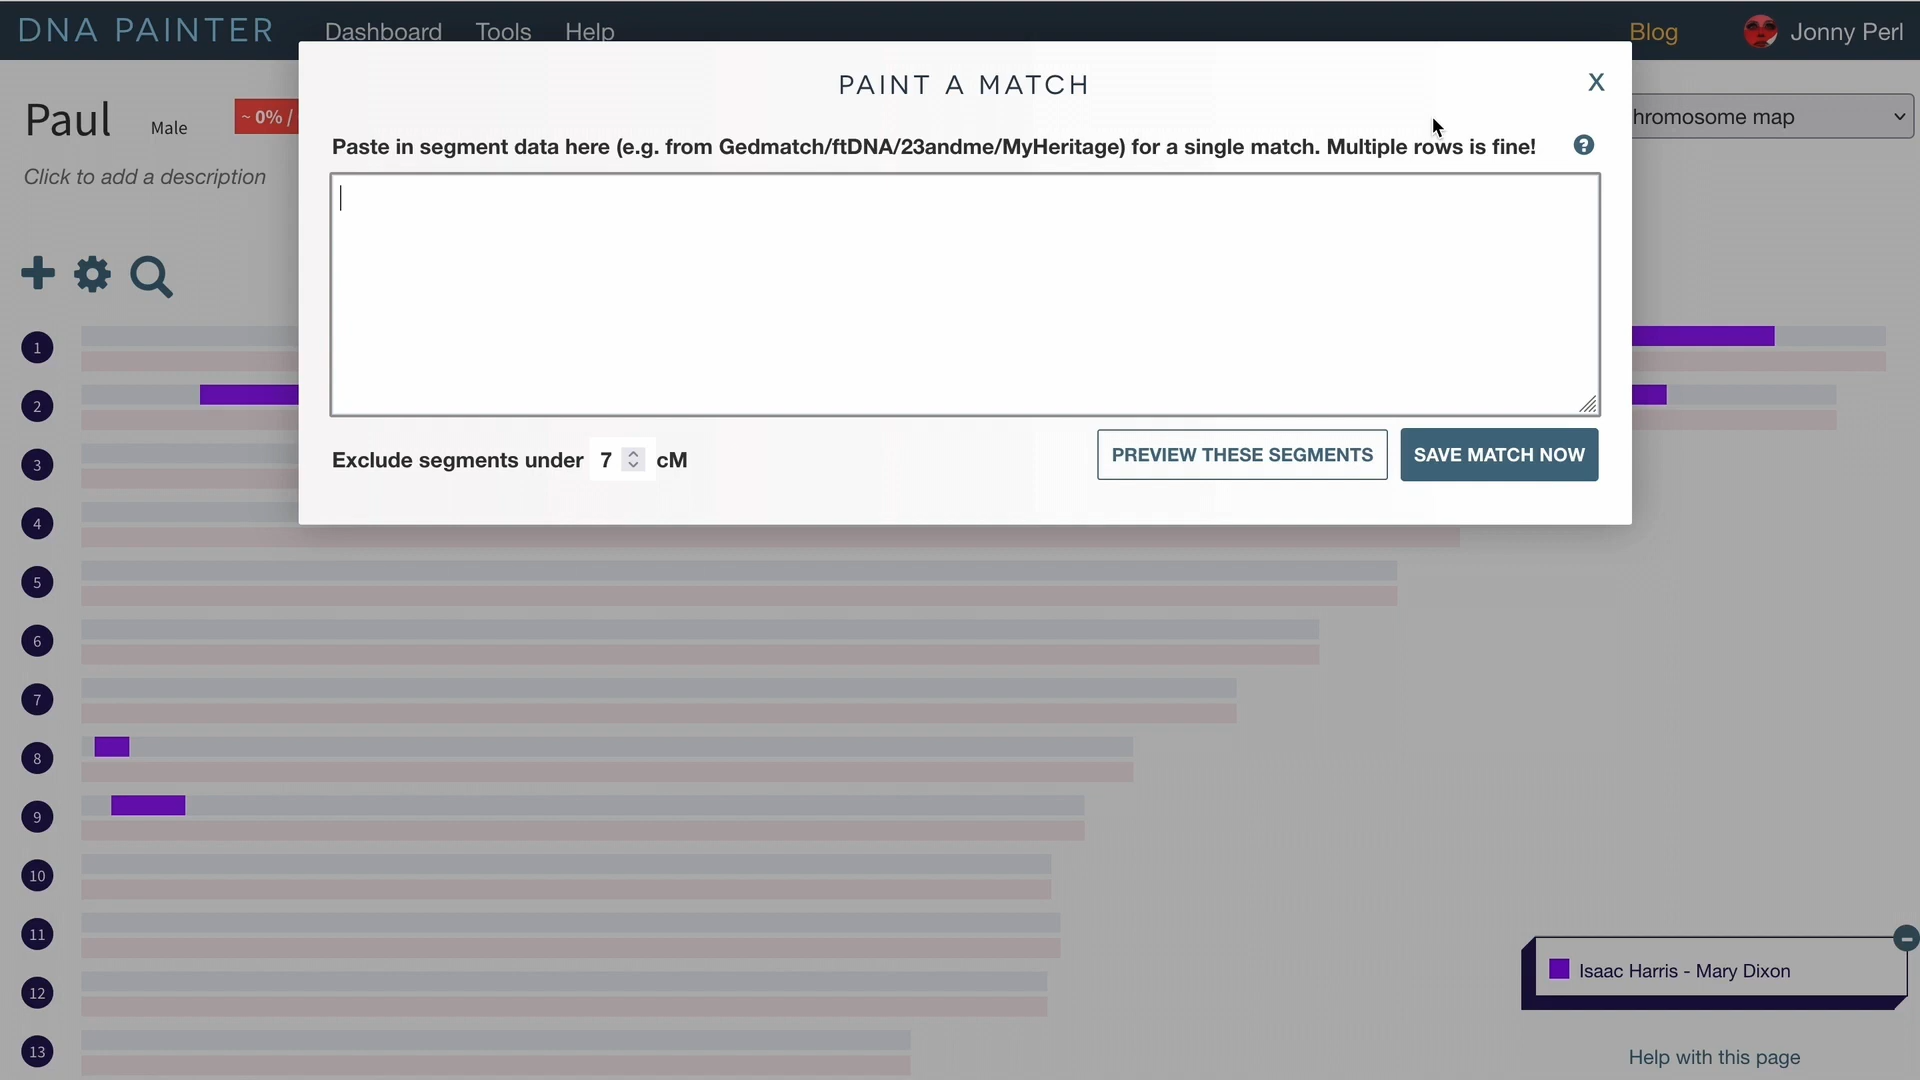 DNA PAINTER
Dashboard
Tools
Help
Blog
Jonny Perl
PAINT A MATCH
X
Paul
Male
~ 0% /
hromosome map
Click to add a description
Paste in segment data here (e.g. from Gedmatch/ftDNA/23andme/MyHeritage) for a single match. Multiple rows is fine!
?
Exclude segments under 7 cM
PREVIEW THESE SEGMENTS
SAVE MATCH NOW
1
2
3
4
5
6
7
8
9
10
11
12
13
Isaac Harris - Mary Dixon
Help with this page